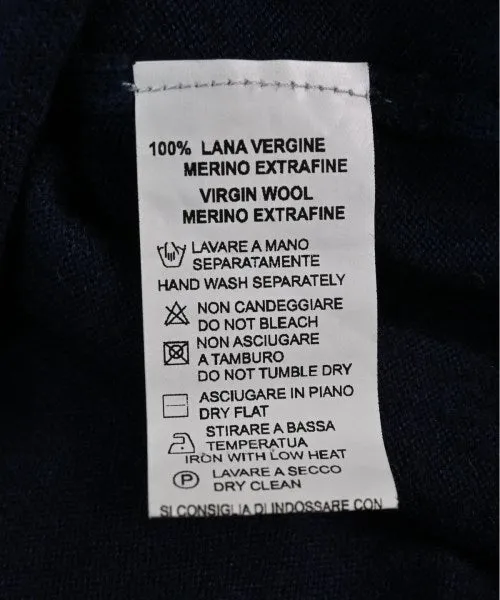 100% LANA VERGINE
MERINO EXTRAFINE
VIRGIN WOOL
MERINO EXTRAFINE
LAVARE A MANO
SEPARATAMENTE
HAND WASH SEPARATELY
NON CANDEGGIARE
DO NOT BLEACH
NON ASCIUGARE
A TAMBURO
DO NOT TUMBLE DRY
ASCIUGARE IN PIANO
DRY FLAT
STIRARE A BASSA
TEMPERATUA
IRON WITH LOW HEAT
P LAVARE A SECCO
DRY CLEAN
SI CONSIGLIA DI INDOSSARE CON